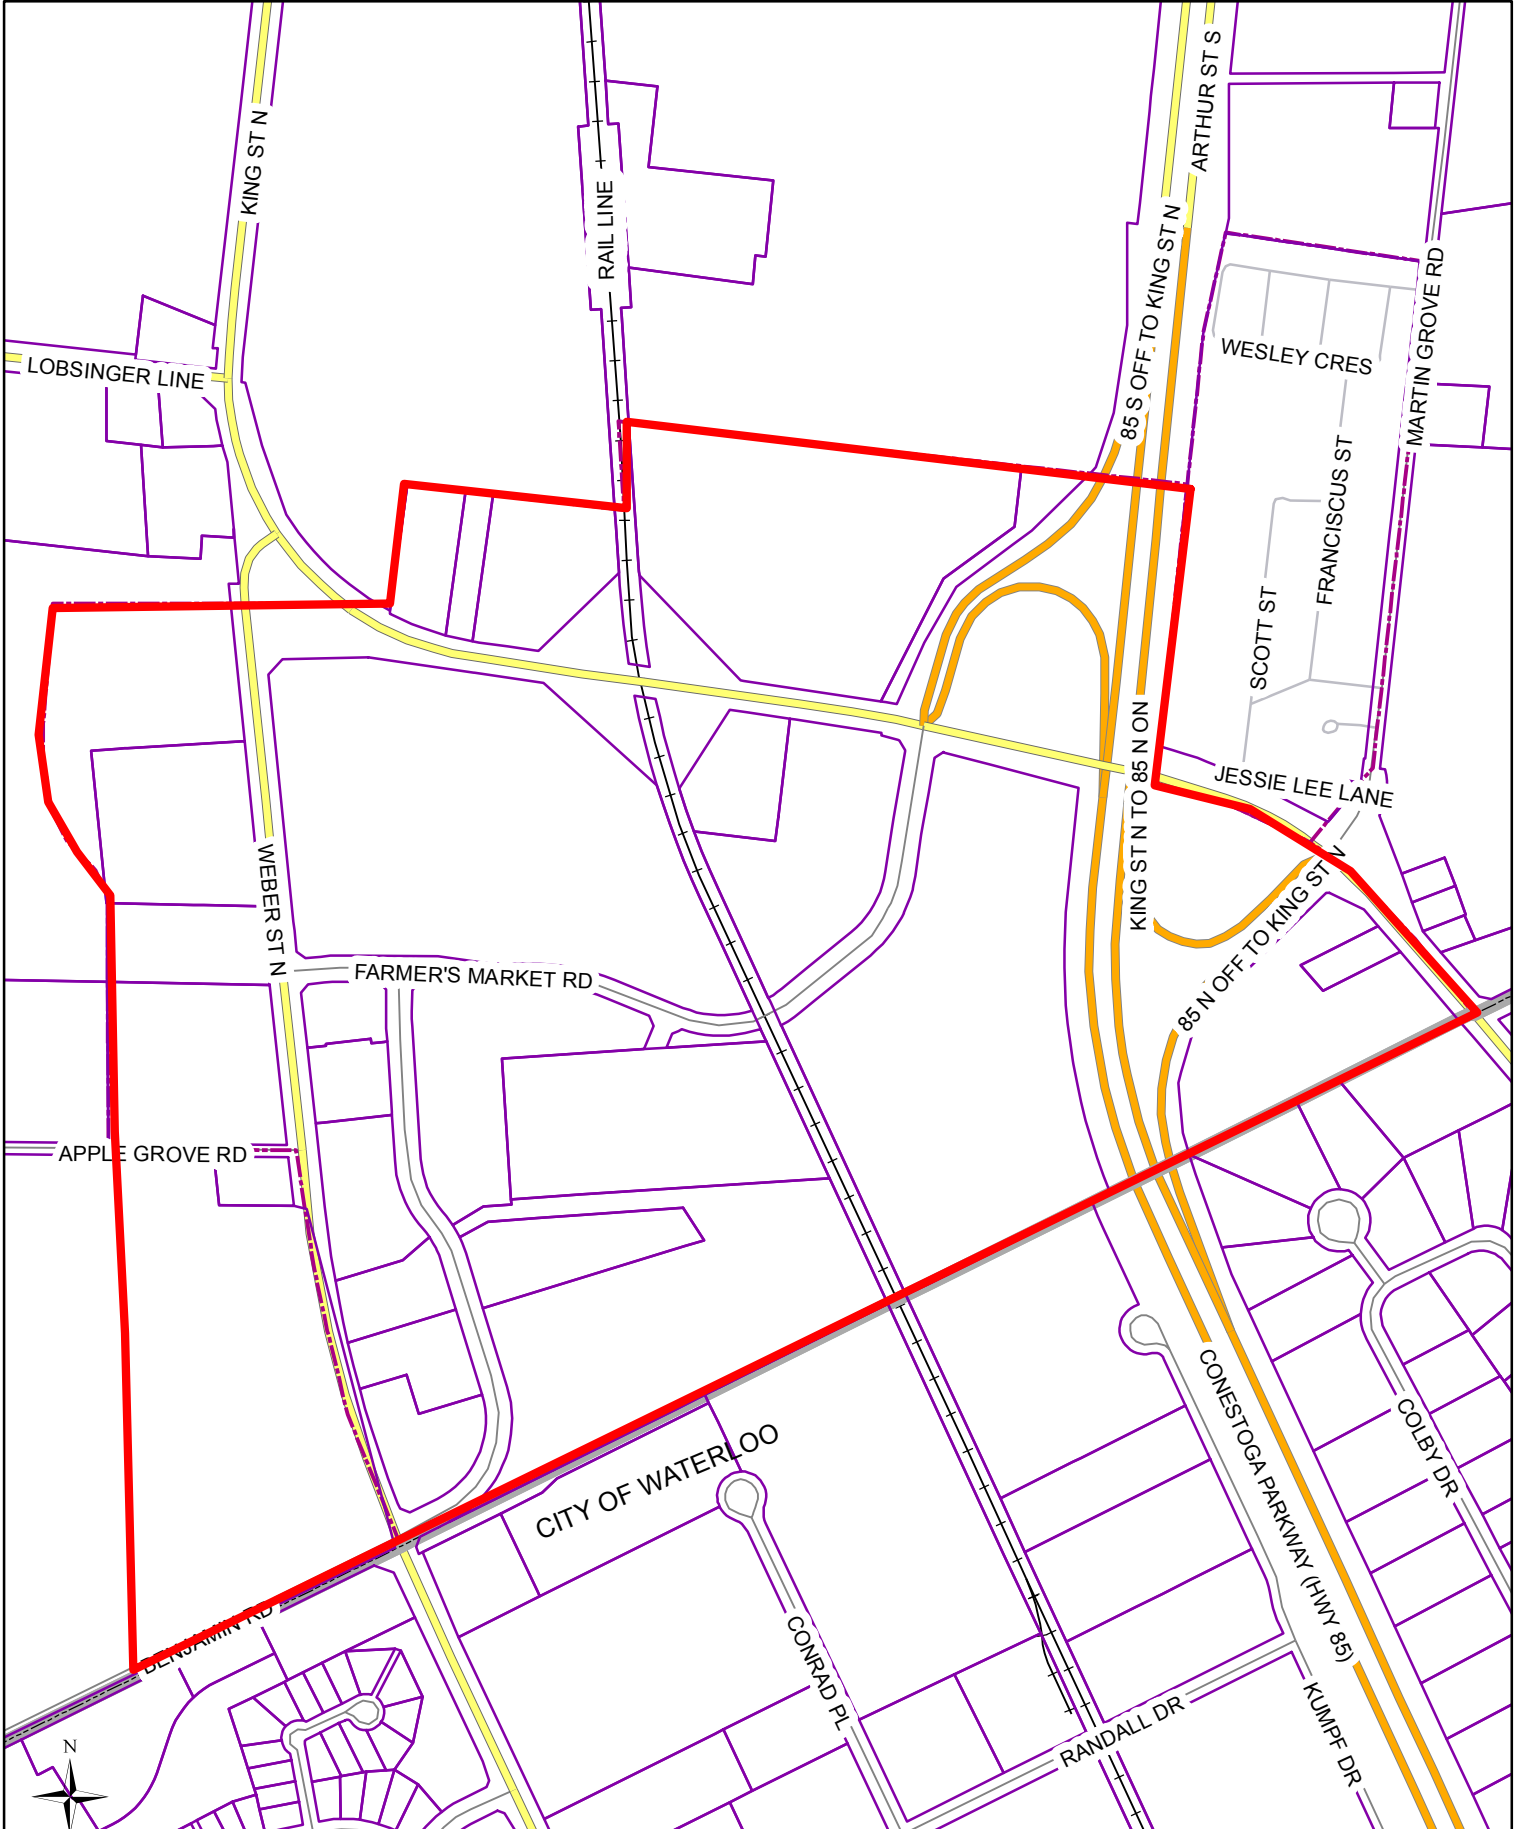 KING ST N
ARTHUR ST S
RAIL LINE
85 S OFF TO KING ST N
MARTIN GROVE RD
WESLEY CRES
LOBSINGER LINE
FRANCISCUS ST
SCOTT ST
JESSIE LEE LANE
KING ST N TO 85 N ON
WEBER ST N
85 N OFF TO KING ST N
FARMER'S MARKET RD
APPLE GROVE RD
CITY OF WATERLOO
CONESTOGA PARKWAY (HWY 85)
COLBY DR
BENJAMIN RD
CONRAD PL
RANDALL DR
KUMPF DR
N